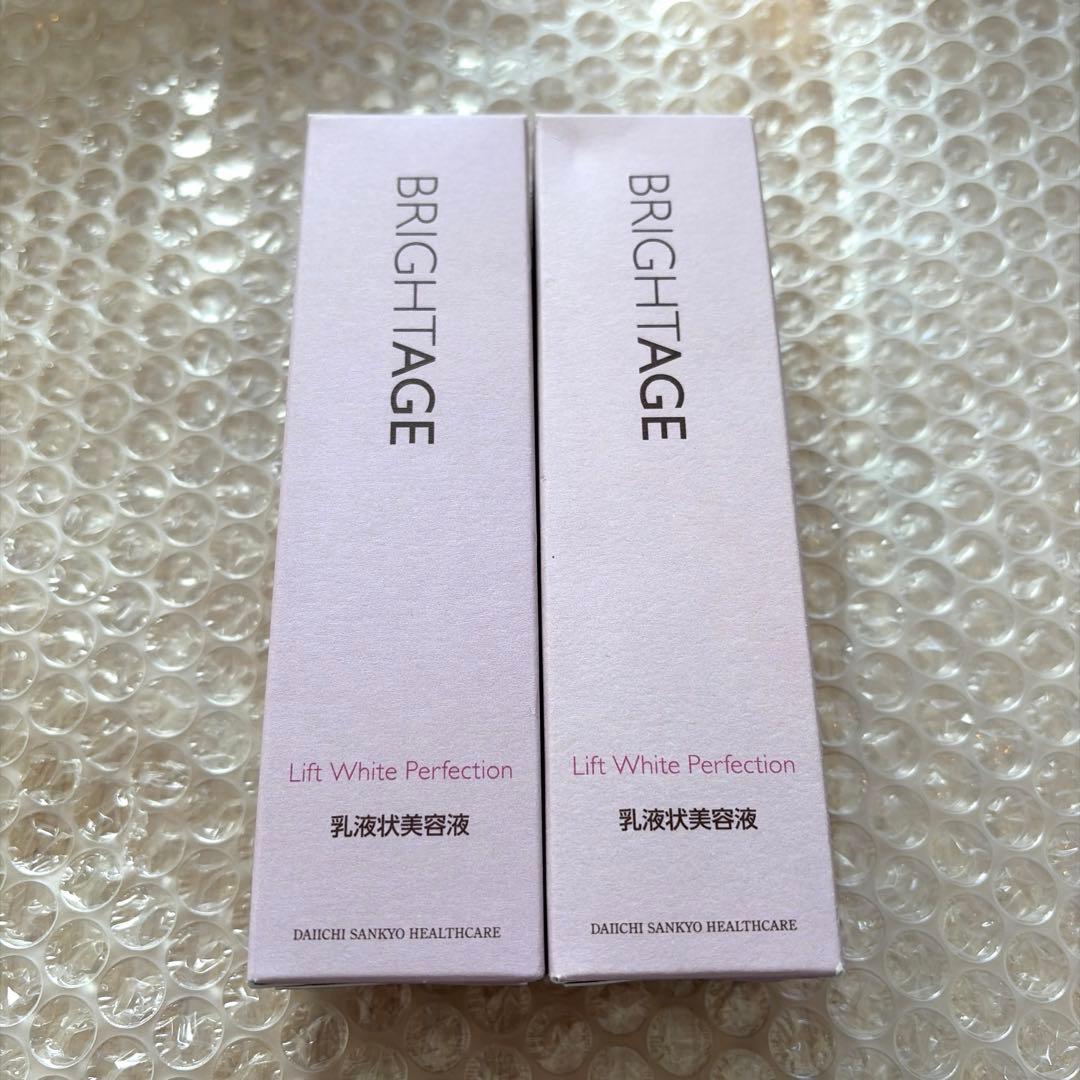 BRIGHTAGE
Lift White Perfection
乳液状美容液
DAIICHI SANKYO HEALTHCARE
BRIGHTAGE
Lift White Perfection
乳液状美容液
DAIICHI SANKYO HEALTHCARE